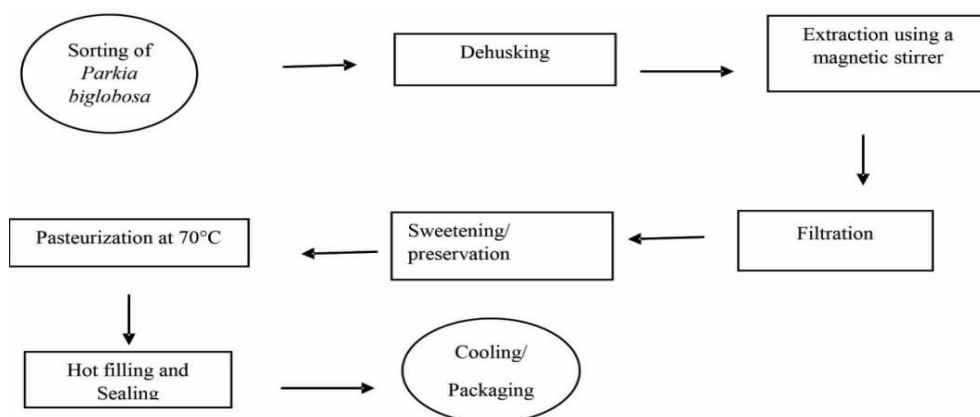 Sorting of
Parkia
biglobosa
Dehusking
Extraction using a
magnetic stirrer
Filtration
Sweetening/
preservation
Pasteurization at 70°C
Hot filling and
Sealing
Cooling/
Packaging